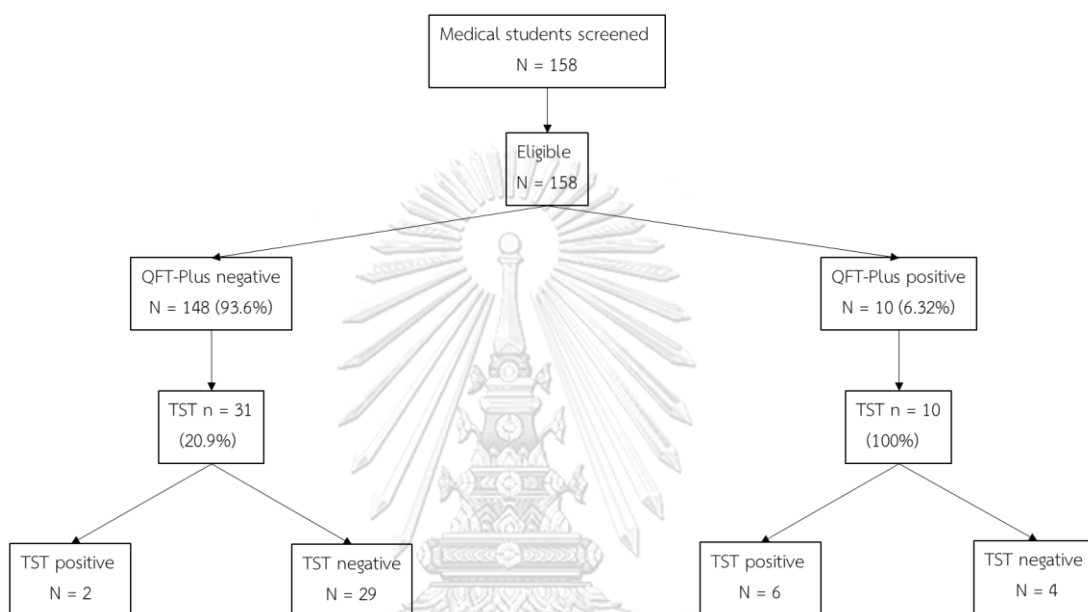 Medical students screened
N = 158
Eligible
N = 158
QFT-Plus negative
N = 148 (93.6%)
QFT-Plus positive
N = 10 (6.32%)
TST n = 31
(20.9%)
TST n = 10
(100%)
TST positive
N = 2
TST negative
N = 29
TST positive
N = 6
TST negative
N = 4